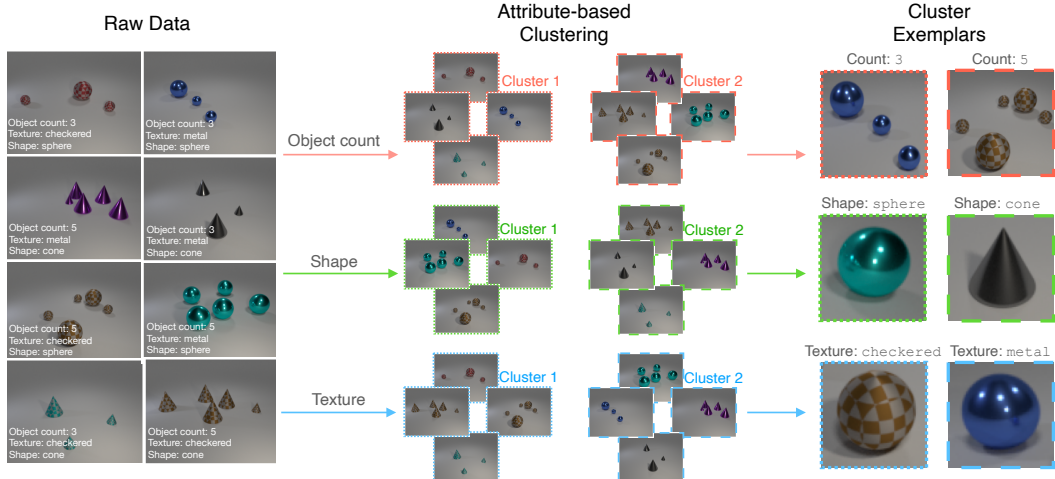 Raw Data
Attribute-based
Clustering
Cluster
Exemplars
Object count: 3
Texture: checkered
Shape: sphere
Object count: 3
Texture: metal
Shape: sphere
Object count: 5
Texture: metal
Shape: cone
Object count: 3
Texture: metal
Shape: cone
Object count: 5
Texture: checkered
Shape: sphere
Object count: 5
Texture: metal
Shape: sphere
Object count: 3
Texture: checkered
Shape: cone
Object count: 5
Texture: checkered
Shape: cone
Object count
Cluster 1
Cluster 2
Count: 3
Count: 5
Shape
Cluster 1
Cluster 2
Shape: sphere
Shape: cone
Texture
Cluster 1
Cluster 2
Texture: checkered
Texture: metal